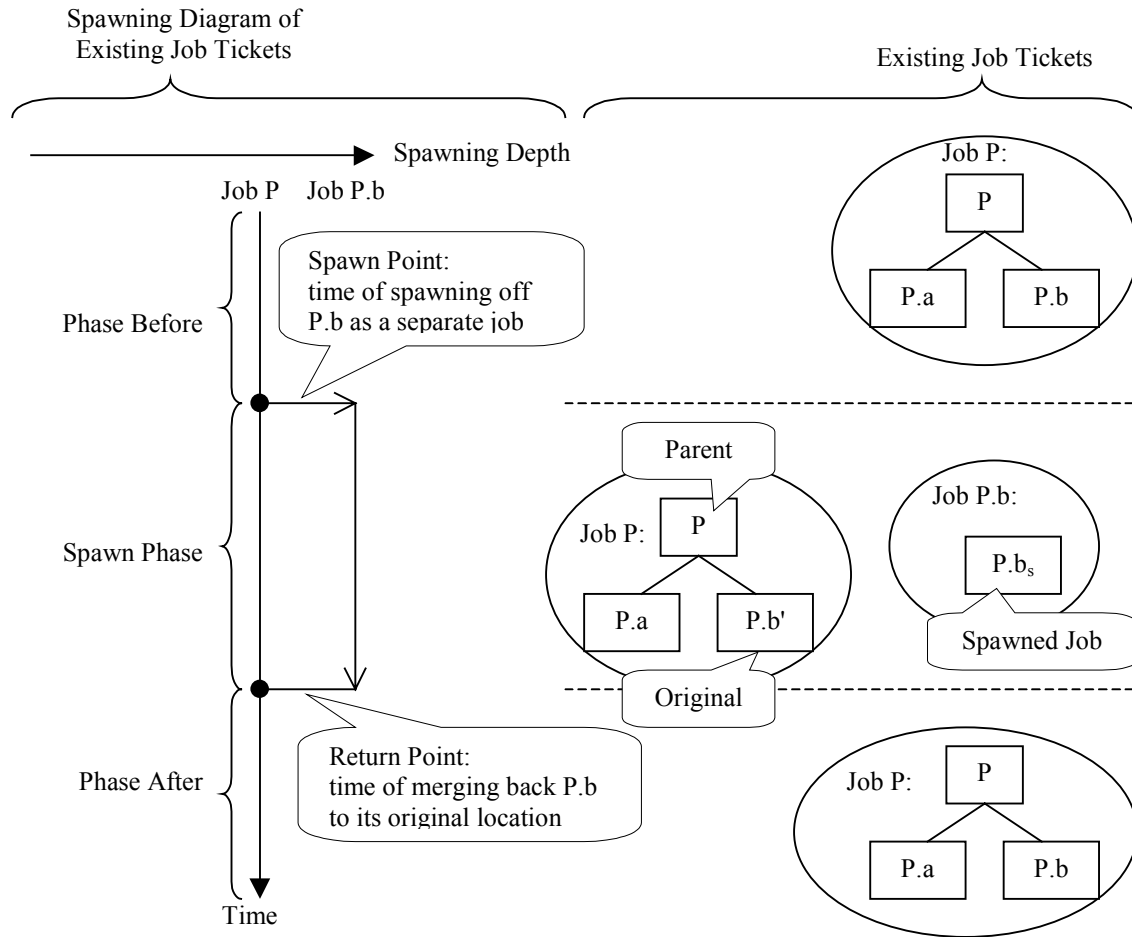 Spawning Diagram of
Existing Job Tickets
Existing Job Tickets
Spawning Depth
Job P
Job P.b
Phase Before
Spawn Point:
time of spawning off
P.b as a separate job
Job P:
P
P.a
P.b
Spawn Phase
Parent
Job P:
P
P.a
P.b'
Original
Job P.b:
P.bs
Spawned Job
Phase After
Return Point:
time of merging back P.b
to its original location
Job P:
P
P.a
P.b
Time